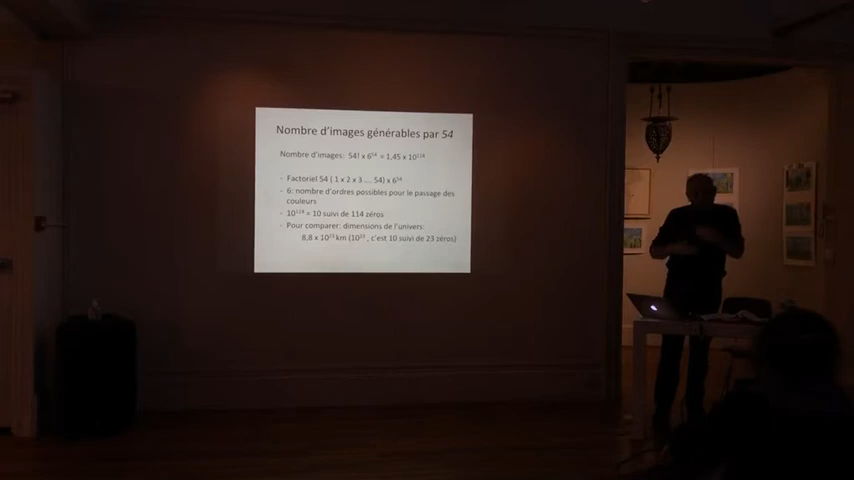 Nombre d'images générables par 54
Nombre d'images: 54! x 6⁵⁴ = 1,45 x 10¹¹⁴
- Factoriel 54 ( 1 x 2 x 3 .... 54) x 6⁵⁴
- 6: nombre d'ordres possibles pour le passage des
couleurs
- 10¹¹⁴ = 10 suivi de 114 zéros
- Pour comparer: dimensions de l'univers:
8,8 x 10²³ km (10²³ , c'est 10 suivi de 23 zéros)